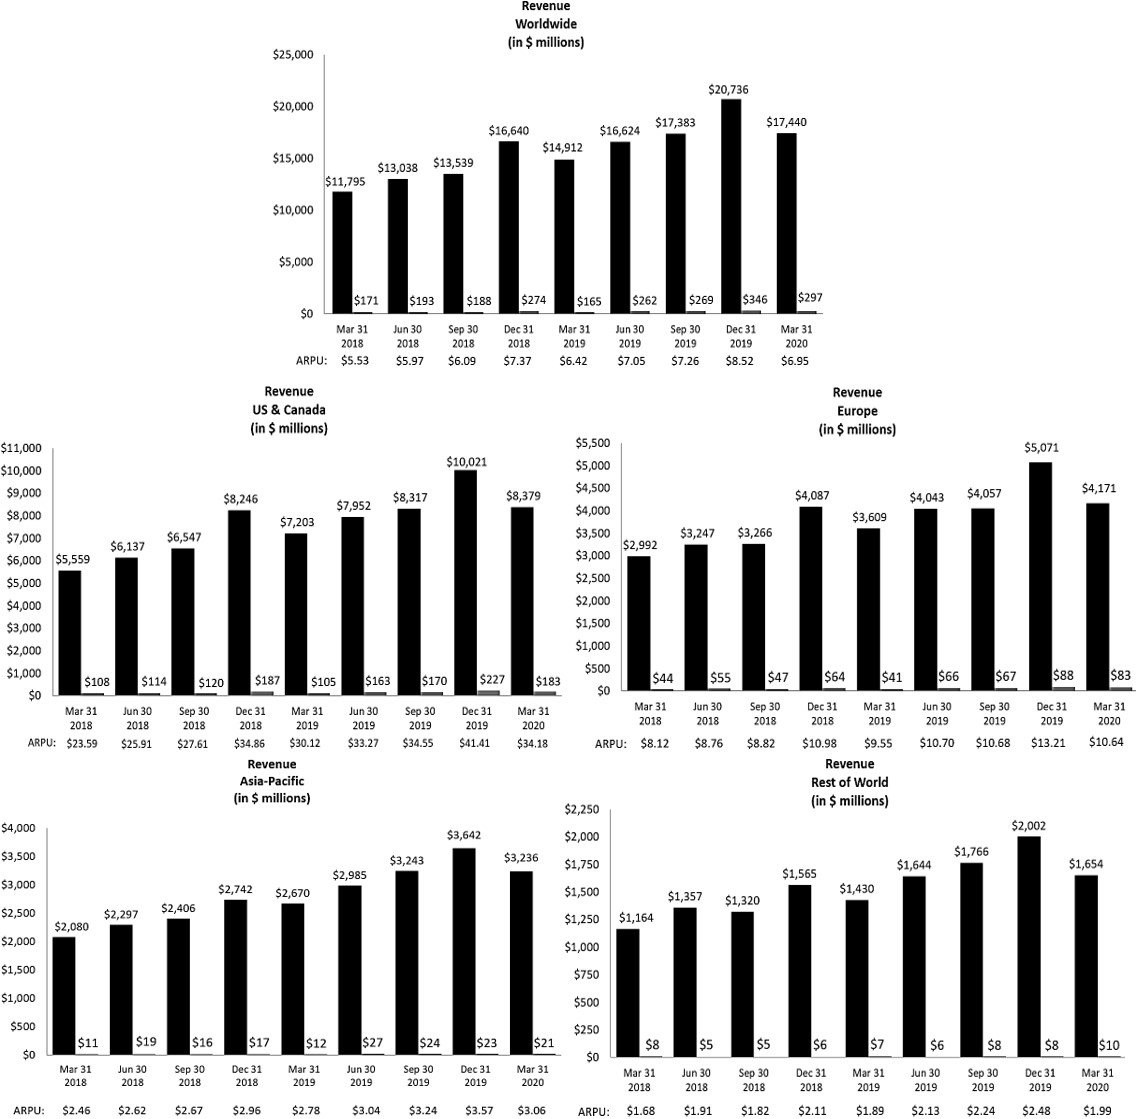 Revenue
Worldwide
(in $ millions)
$25,000
$20,000
$15,000
$10,000
$5,000
$0
$11,795 $13,038 $13,539 $16,640 $14,912 $16,624 $17,383 $20,736 $17,440
$171 $193 $188 $274 $165 $262 $269 $346 $297
Mar 31 Jun 30 Sep 30 Dec 31 Mar 31 Jun 30 Sep 30 Dec 31 Mar 31
2018 2018 2018 2018 2019 2019 2019 2019 2020
ARPU: $5.53 $5.97 $6.09 $7.37 $6.42 $7.05 $7.26 $8.52 $6.95
Revenue
US & Canada
(in $ millions)
$11,000
$10,000
$9,000
$8,000
$7,000
$6,000
$5,000
$4,000
$3,000
$2,000
$1,000
$0
$5,559 $6,137 $6,547 $8,246 $7,203 $7,952 $8,317 $10,021 $8,379
$108 $114 $120 $187 $105 $163 $170 $227 $183
Mar 31 Jun 30 Sep 30 Dec 31 Mar 31 Jun 30 Sep 30 Dec 31 Mar 31
2018 2018 2018 2018 2019 2019 2019 2019 2020
ARPU: $23.59 $25.91 $27.61 $34.86 $30.12 $33.27 $34.55 $41.41 $34.18
Revenue
Europe
(in $ millions)
$5,500
$5,000
$4,500
$4,000
$3,500
$3,000
$2,500
$2,000
$1,500
$1,000
$500
$0
$2,992 $3,247 $3,266 $4,087 $3,609 $4,043 $4,057 $5,071 $4,171
$44 $55 $47 $64 $41 $66 $67 $88 $83
Mar 31 Jun 30 Sep 30 Dec 31 Mar 31 Jun 30 Sep 30 Dec 31 Mar 31
2018 2018 2018 2018 2019 2019 2019 2019 2020
ARPU: $8.12 $8.76 $8.82 $10.98 $9.55 $10.70 $10.68 $13.21 $10.64
Revenue
Asia-Pacific
(in $ millions)
$4,000
$3,500
$3,000
$2,500
$2,000
$1,500
$1,000
$500
$0
$2,080 $2,297 $2,406 $2,742 $2,670 $2,985 $3,243 $3,642 $3,236
$11 $19 $16 $17 $12 $27 $24 $23 $21
Mar 31 Jun 30 Sep 30 Dec 31 Mar 31 Jun 30 Sep 30 Dec 31 Mar 31
2018 2018 2018 2018 2019 2019 2019 2019 2020
ARPU: $2.46 $2.62 $2.67 $2.96 $2.78 $3.04 $3.24 $3.57 $3.06
Revenue
Rest of World
(in $ millions)
$2,250
$2,000
$1,750
$1,500
$1,250
$1,000
$750
$500
$250
$0
$1,164 $1,357 $1,320 $1,565 $1,430 $1,644 $1,766 $2,002 $1,654
$8 $5 $5 $6 $7 $6 $8 $8 $10
Mar 31 Jun 30 Sep 30 Dec 31 Mar 31 Jun 30 Sep 30 Dec 31 Mar 31
2018 2018 2018 2018 2019 2019 2019 2019 2020
ARPU: $1.68 $1.91 $1.82 $2.11 $1.89 $2.13 $2.24 $2.48 $1.99